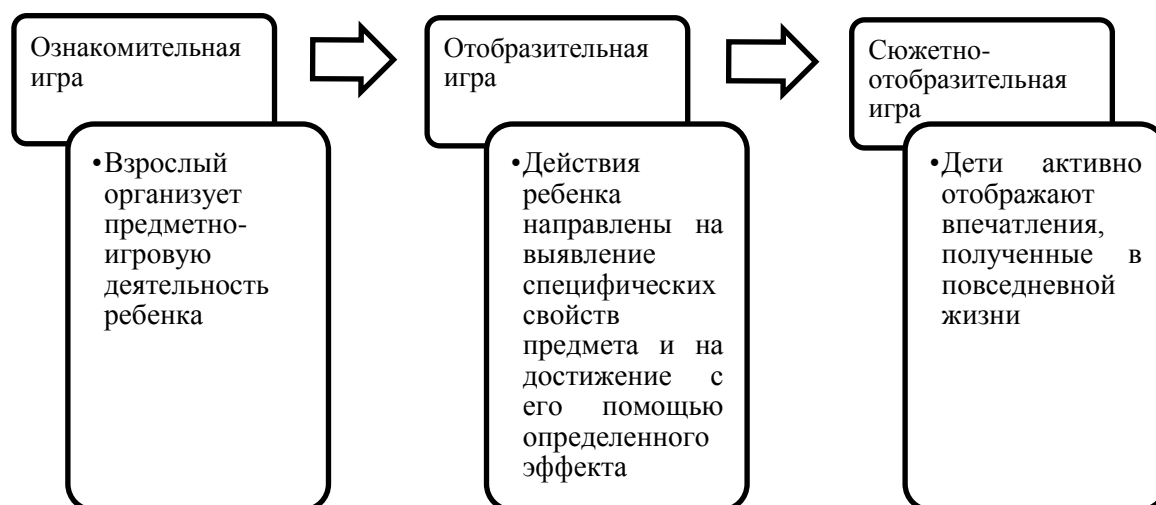 Ознакомительная
игра
•Взрослый
организует
предметно-
игровую
деятельность
ребенка
Отобразительная
игра
•Действия
ребенка
направлены на
выявление
специфических
свойств
предмета и на
достижение с
его помощью
определенного
эффекта
Сюжетно-
отобразительная
игра
•Дети активно
отображают
впечатления,
полученные в
повседневной
жизни